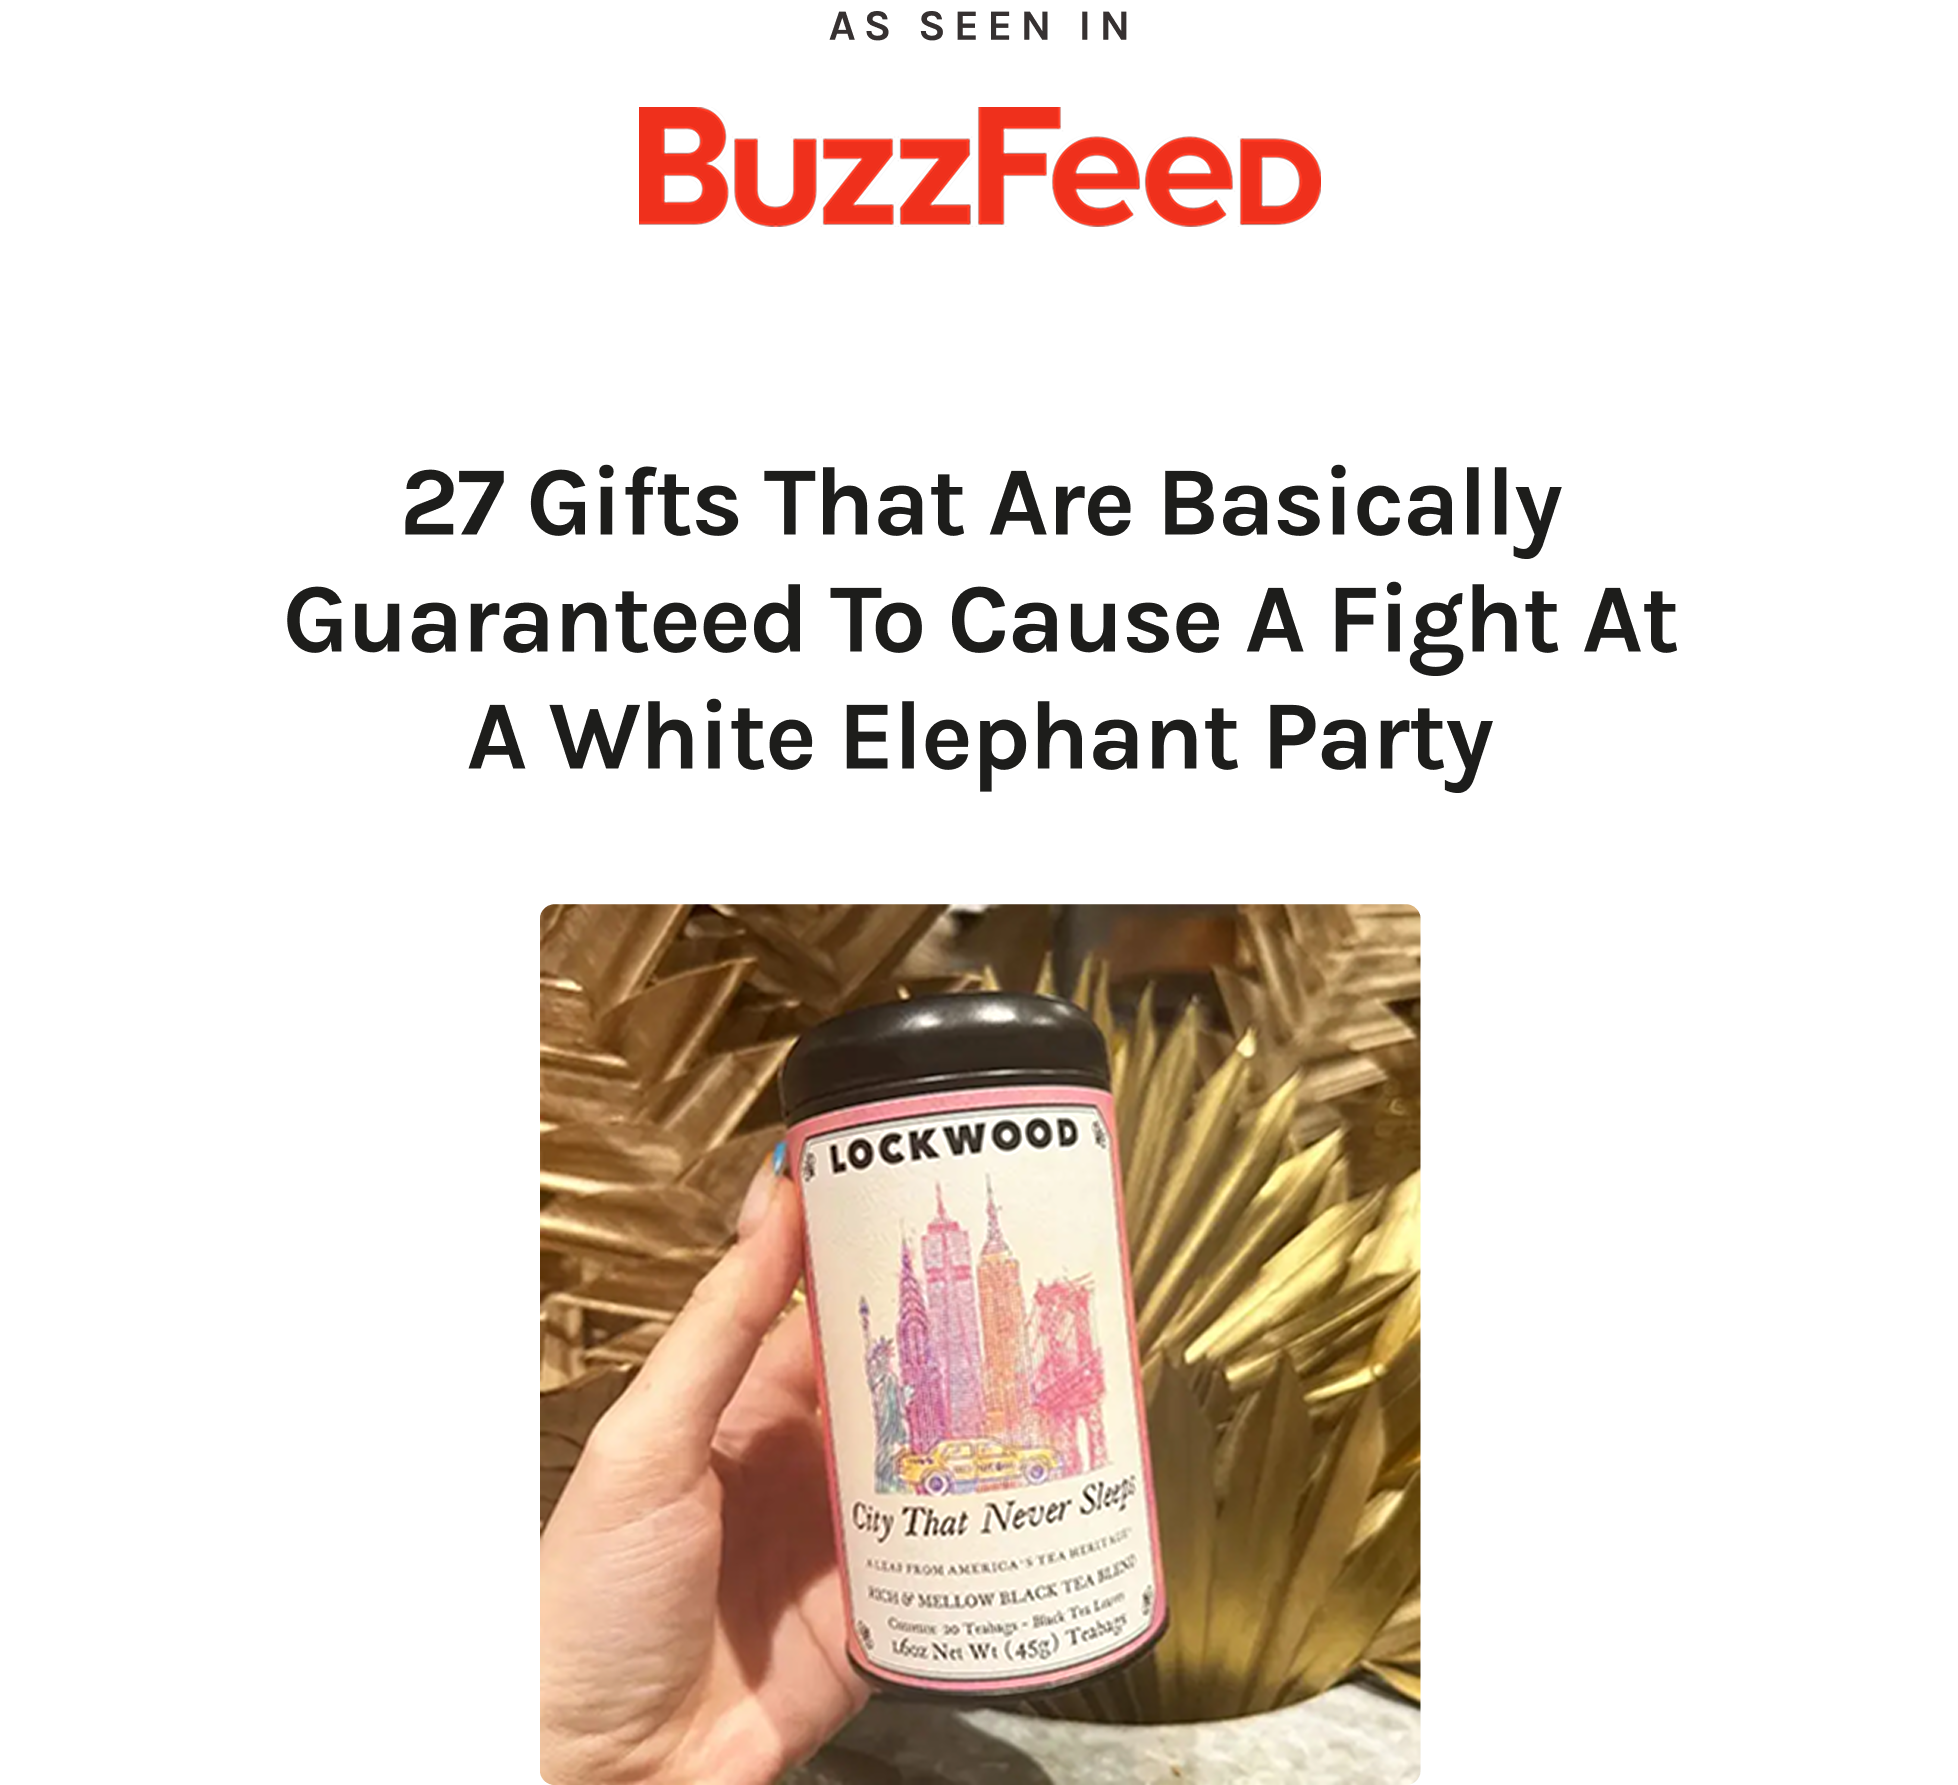 AS SEEN IN
BuzzFeed
27 Gifts That Are Basically
Guaranteed To Cause A Fight At
A White Elephant Party
LOCKWOOD
City That Never Sleeps
A LEAF FROM AMERICA'S TEA HERITAGE
RICH & MELLOW BLACK TEA BLEND
20 Teabags - Black Tea Leaves
1.6oz Net Wt (45g) Teabags